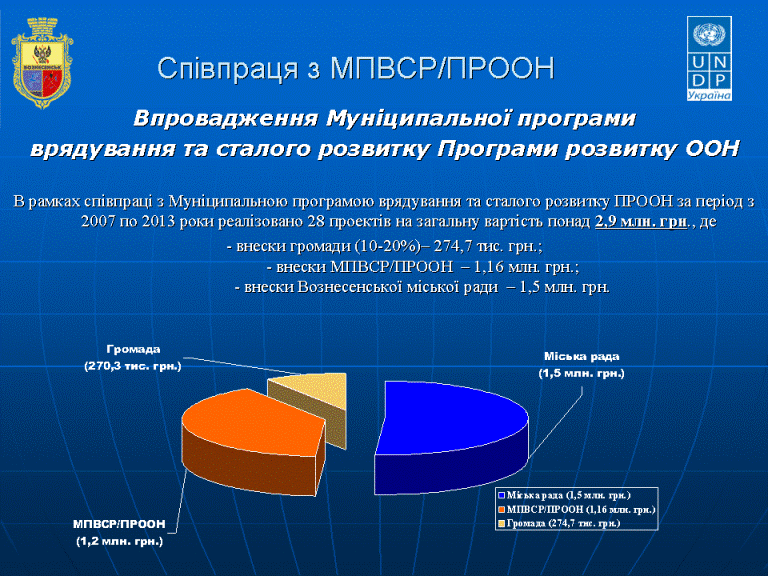 ВОЗНЕСЕНСЬК
U N
D P
Україна
Співпраця з МПВСР/ПРООН
Впровадження Муніципальної програми
врядування та сталого розвитку Програми розвитку ООН
В рамках співпраці з Муніципальною програмою врядування та сталого розвитку ПРООН за період з
2007 по 2013 роки реалізовано 28 проектів на загальну вартість понад 2,9 млн. грн., де
- внески громади (10-20%)– 274,7 тис. грн.;
- внески МПВСР/ПРООН – 1,16 млн. грн.;
- внески Вознесенської міської ради – 1,5 млн. грн.
Громада
(270,3 тис. грн.)
Міська рада
(1,5 млн. грн.)
МПВСР/ПРООН
(1,2 млн. грн.)
Міська рада (1,5 млн. грн.)
МПВСР/ПРООН (1,16 млн. грн.)
Громада (274,7 тис. грн.)